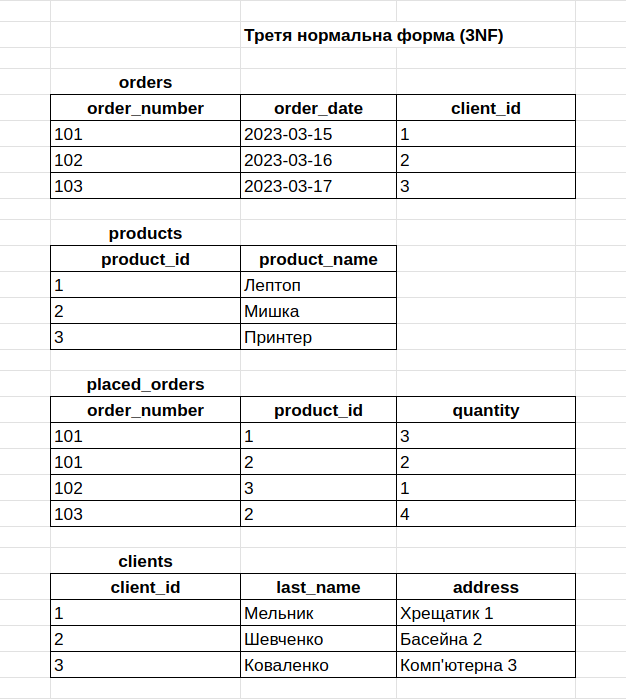 Третя нормальна форма (3NF)
orders
order_number order_date client_id
101 2023-03-15 1
102 2023-03-16 2
103 2023-03-17 3
products
product_id product_name
1 Лептоп
2 Мишка
3 Принтер
placed_orders
order_number product_id quantity
101 1 3
101 2 2
102 3 1
103 2 4
clients
client_id last_name address
1 Мельник Хрещатик 1
2 Шевченко Басейна 2
3 Коваленко Комп'ютерна 3